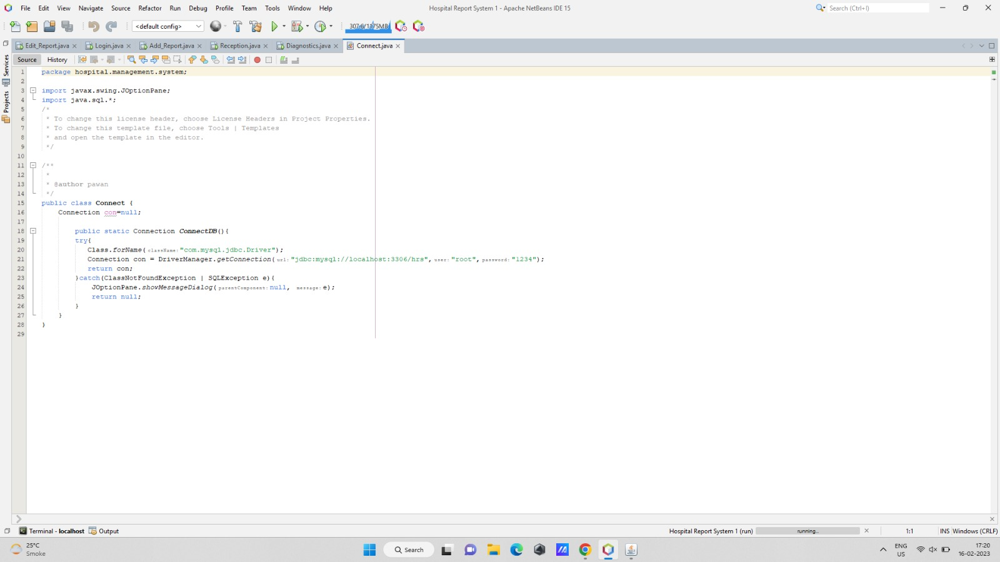 File Edit View Navigate Source Refactor Run Debug Profile Team Tools Window Help
Hospital Report System 1 - Apache NetBeans IDE 15
Search (Ctrl+I)
<default config>
307.6/1175MB
Edit_Report.java
Login.java
Add_Report.java
Reception.java
Diagnostics.java
Connect.java
Source History
Services
Projects
1 package hospital.management.system;
2
3 import javax.swing.JOptionPane;
4 import java.sql.*;
5 /*
6 * To change this license header, choose License Headers in Project Properties.
7 * To change this template file, choose Tools | Templates
8 * and open the template in the editor.
9 */
10
11 /**
12 *
13 * @author pawan
14 */
15 public class Connect {
16 Connection con=null;
17
18 public static Connection ConnectDB(){
19 try{
20 Class.forName(className:"com.mysql.jdbc.Driver");
21 Connection con = DriverManager.getConnection(url:"jdbc:mysql://localhost:3306/hrs",user:"root",password:"1234");
22 return con;
23 }catch(ClassNotFoundException | SQLException e){
24 JOptionPane.showMessageDialog(parentComponent:null, message:e);
25 return null;
26 }
27 }
28 }
29
Terminal - localhost
Output
Hospital Report System 1 (run)
running...
1:1
INS
Windows (CRLF)
25°C
Smoke
Search
ENG
US
17:20
16-02-2023